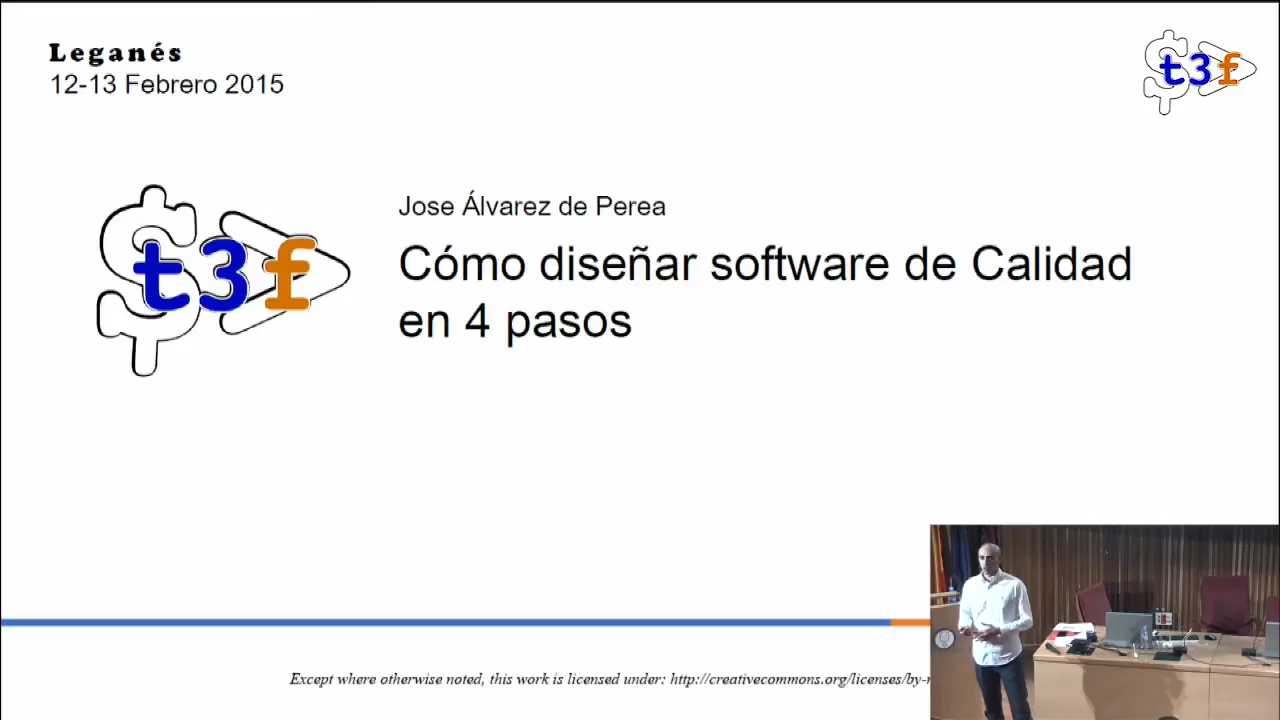 Leganés
12-13 Febrero 2015
t3f
t3f
Jose Álvarez de Perea
Cómo diseñar software de Calidad
en 4 pasos
Except where otherwise noted, this work is licensed under: http://creativecommons.org/licenses/by-